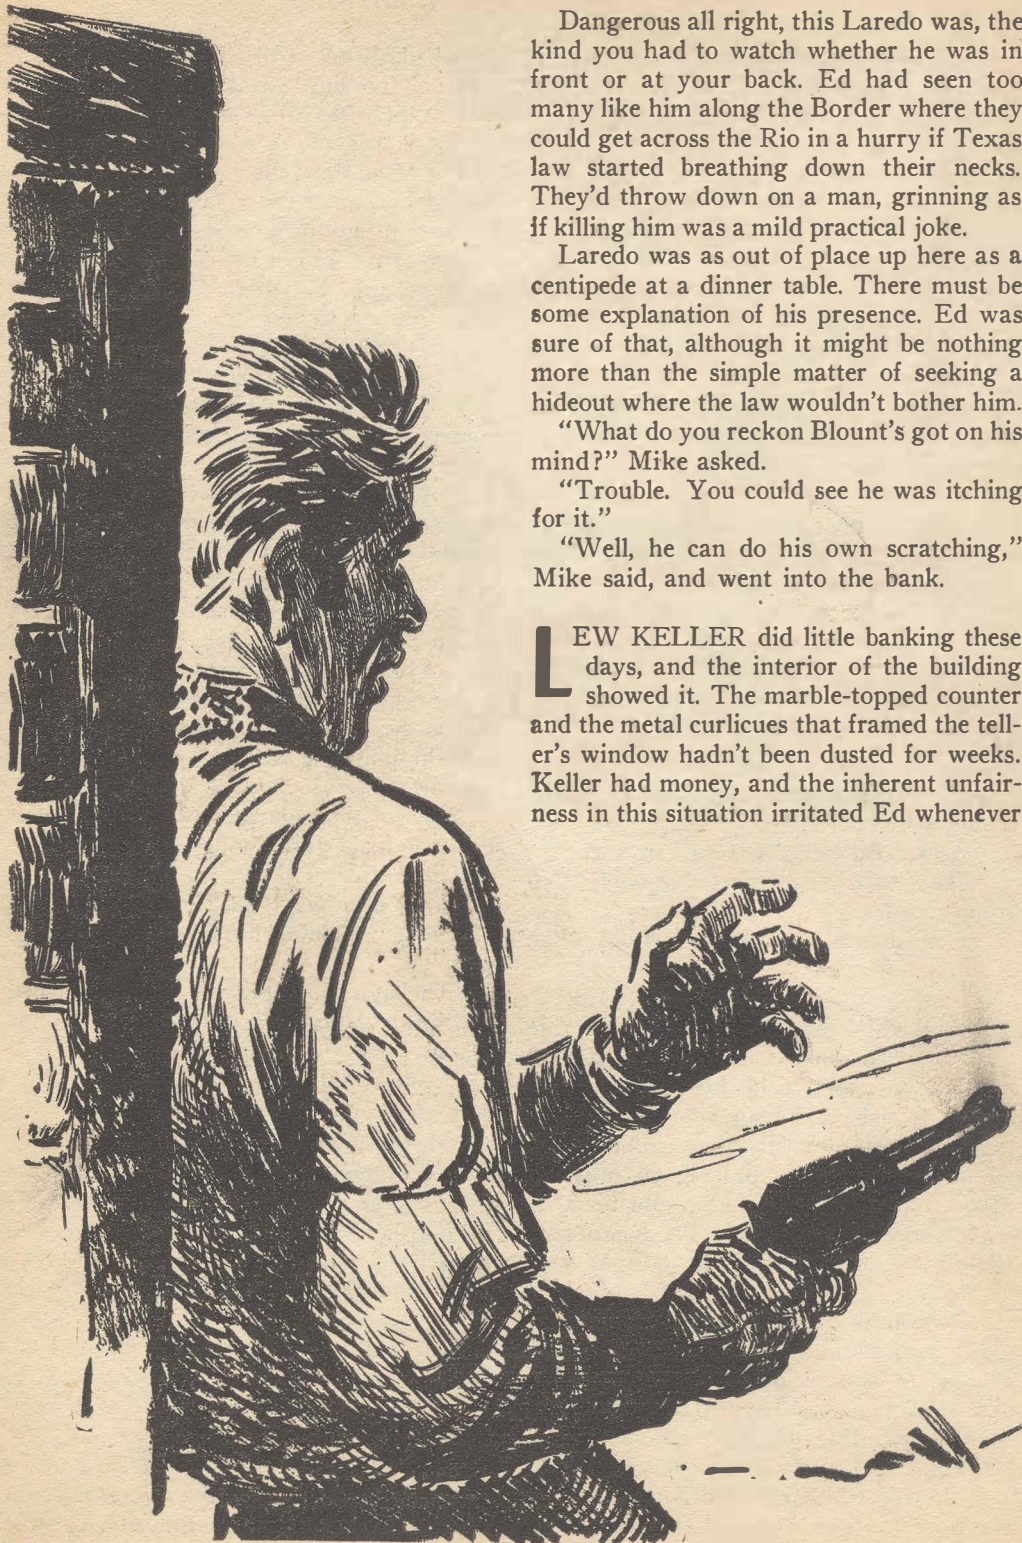 Dangerous all right, this Laredo was, the
kind you had to watch whether he was in
front or at your back. Ed had seen too
many like him along the Border where they
could get across the Rio in a hurry if Texas
law started breathing down their necks.
They'd throw down on a man, grinning as
if killing him was a mild practical joke.
Laredo was as out of place up here as a
centipede at a dinner table. There must be
some explanation of his presence. Ed was
sure of that, although it might be nothing
more than the simple matter of seeking a
hideout where the law wouldn't bother him.
"What do you reckon Blount's got on his
mind?" Mike asked.
"Trouble. You could see he was itching
for it."
"Well, he can do his own scratching,"
Mike said, and went into the bank.
LEW KELLER did little banking these
days, and the interior of the building
showed it. The marble-topped counter
and the metal curlicues that framed the tell-
er's window hadn't been dusted for weeks.
Keller had money, and the inherent unfair-
ness in this situation irritated Ed whenever